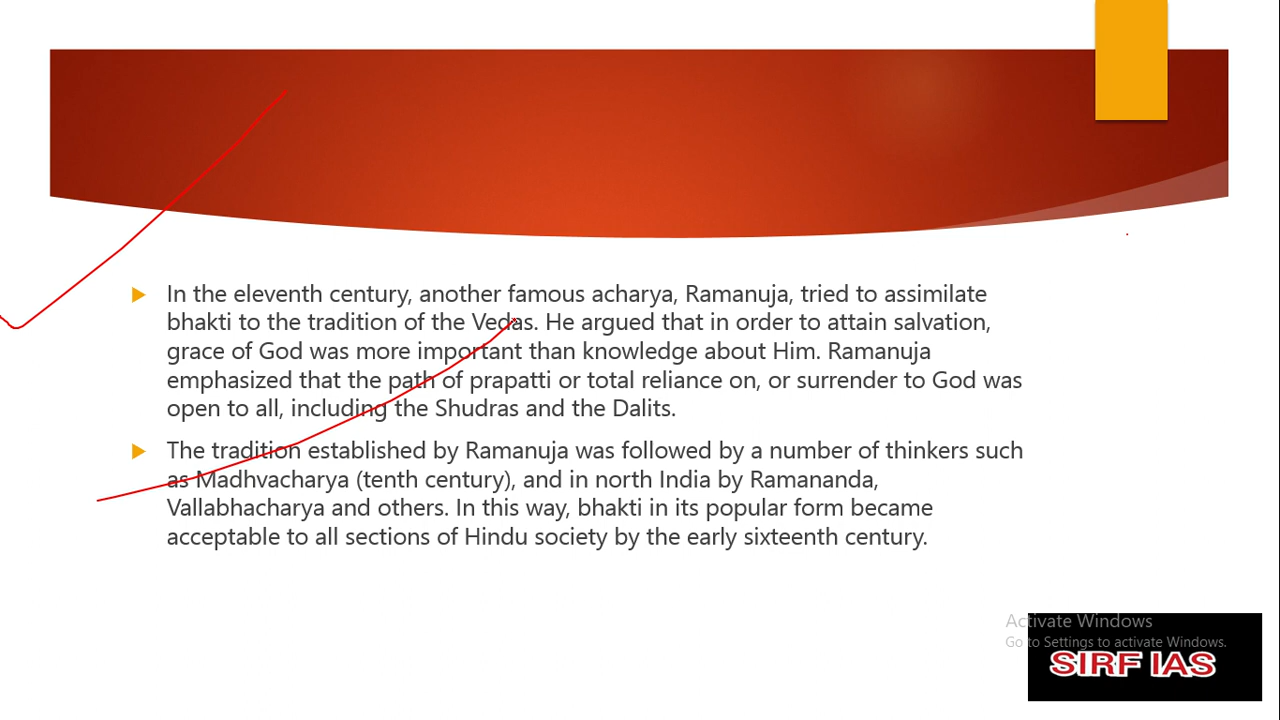 In the eleventh century, another famous acharya, Ramanuja, tried to assimilate
bhakti to the tradition of the Vedas. He argued that in order to attain salvation,
grace of God was more important than knowledge about Him. Ramanuja
emphasized that the path of prapatti or total reliance on, or surrender to God was
open to all, including the Shudras and the Dalits.
The tradition established by Ramanuja was followed by a number of thinkers such
as Madhvacharya (tenth century), and in north India by Ramananda,
Vallabhacharya and others. In this way, bhakti in its popular form became
acceptable to all sections of Hindu society by the early sixteenth century.
Activate Windows
Go to Settings to activate Windows.
SIRF IAS